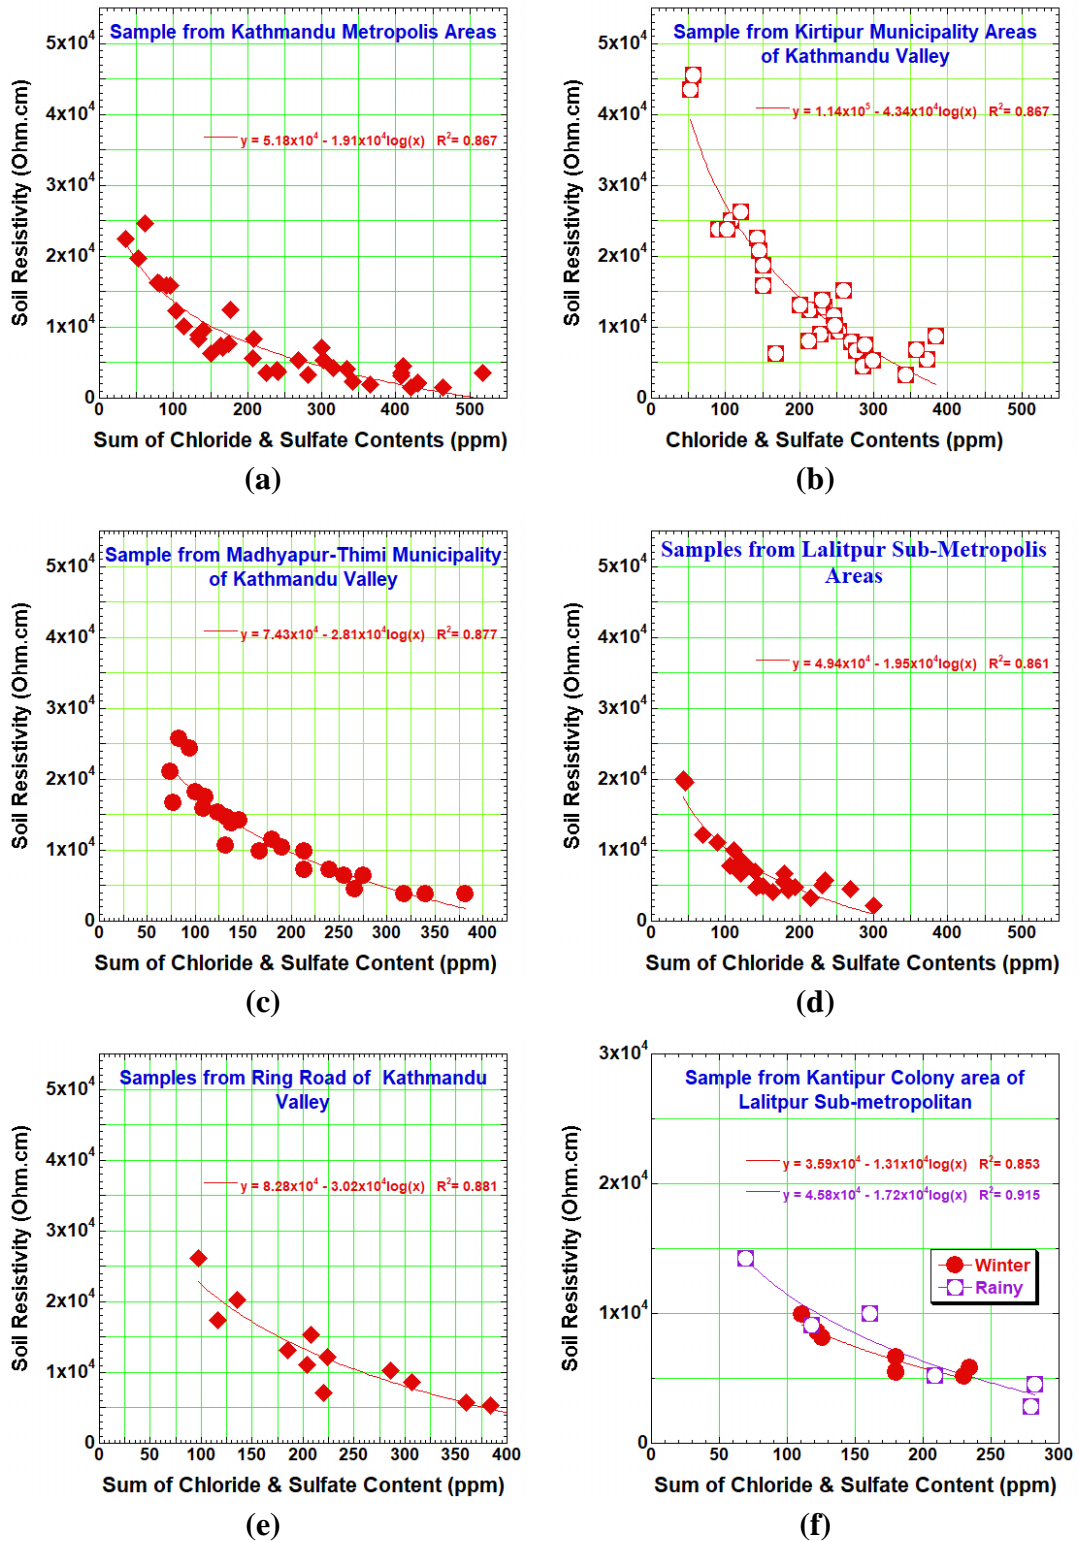 Sample from Kathmandu Metropolis Areas
y = 5.18x10⁴ - 1.91x10⁴log(x) R²= 0.867
Soil Resistivity (Ohm.cm)
5x10⁴
4x10⁴
3x10⁴
2x10⁴
1x10⁴
0
0 100 200 300 400 500
Sum of Chloride & Sulfate Contents (ppm)
(a)
Sample from Kirtipur Municipality Areas
of Kathmandu Valley
y = 1.14x10⁵ - 4.34x10⁴log(x) R²= 0.867
Soil Resistivity (Ohm.cm)
5x10⁴
4x10⁴
3x10⁴
2x10⁴
1x10⁴
0
0 100 200 300 400 500
Chloride & Sulfate Contents (ppm)
(b)
Sample from Madhyapur-Thimi Municipality
of Kathmandu Valley
y = 7.43x10⁴ - 2.81x10⁴log(x) R²= 0.877
Soil Resistivity (Ohm.cm)
5x10⁴
4x10⁴
3x10⁴
2x10⁴
1x10⁴
0
0 50 100 150 200 250 300 350 400
Sum of Chloride & Sulfate Content (ppm)
(c)
Samples from Lalitpur Sub-Metropolis
Areas
y = 4.94x10⁴ - 1.95x10⁴log(x) R²= 0.861
Soil Resistivity (Ohm.cm)
5x10⁴
4x10⁴
3x10⁴
2x10⁴
1x10⁴
0
0 100 200 300 400 500
Sum of Chloride & Sulfate Contents (ppm)
(d)
Samples from Ring Road of Kathmandu
Valley
y = 8.28x10⁴ - 3.02x10⁴log(x) R²= 0.881
Soil Resistivity (Ohm.cm)
5x10⁴
4x10⁴
3x10⁴
2x10⁴
1x10⁴
0
0 50 100 150 200 250 300 350 400
Sum of Chloride & Sulfate Content (ppm)
(e)
Sample from Kantipur Colony area of
Lalitpur Sub-metropolitan
y = 3.59x10⁴ - 1.31x10⁴log(x) R²= 0.853
y = 4.58x10⁴ - 1.72x10⁴log(x) R²= 0.915
Winter
Rainy
Soil Resistivity (Ohm.cm)
3x10⁴
2x10⁴
1x10⁴
0
0 50 100 150 200 250 300
Sum of Chloride & Sulfate Content (ppm)
(f)